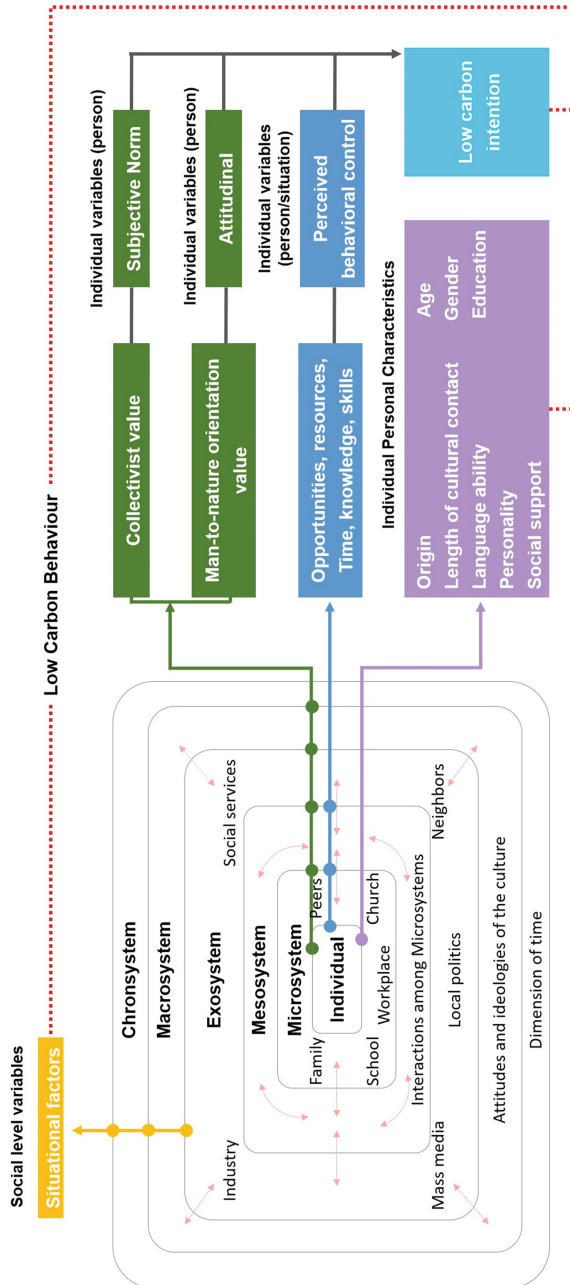 Social level variables
Situational factors
Low Carbon Behaviour
Chronsystem
Macrosystem
Exosystem
Mesosystem
Microsystem
Individual
Industry
Social services
Family
Peers
School
Workplace
Church
Interactions among Microsystems
Mass media
Local politics
Neighbors
Attitudes and ideologies of the culture
Dimension of time
Collectivist value
Individual variables (person)
Subjective Norm
Man-to-nature orientation
value
Individual variables (person)
Attitudinal
Opportunities, resources,
Time, knowledge, skills
Individual variables
(person/situation)
Perceived
behavioral control
Individual Personal Characteristics
Origin
Length of cultural contact
Language ability
Personality
Social support
Age
Gender
Education
Low carbon
intention